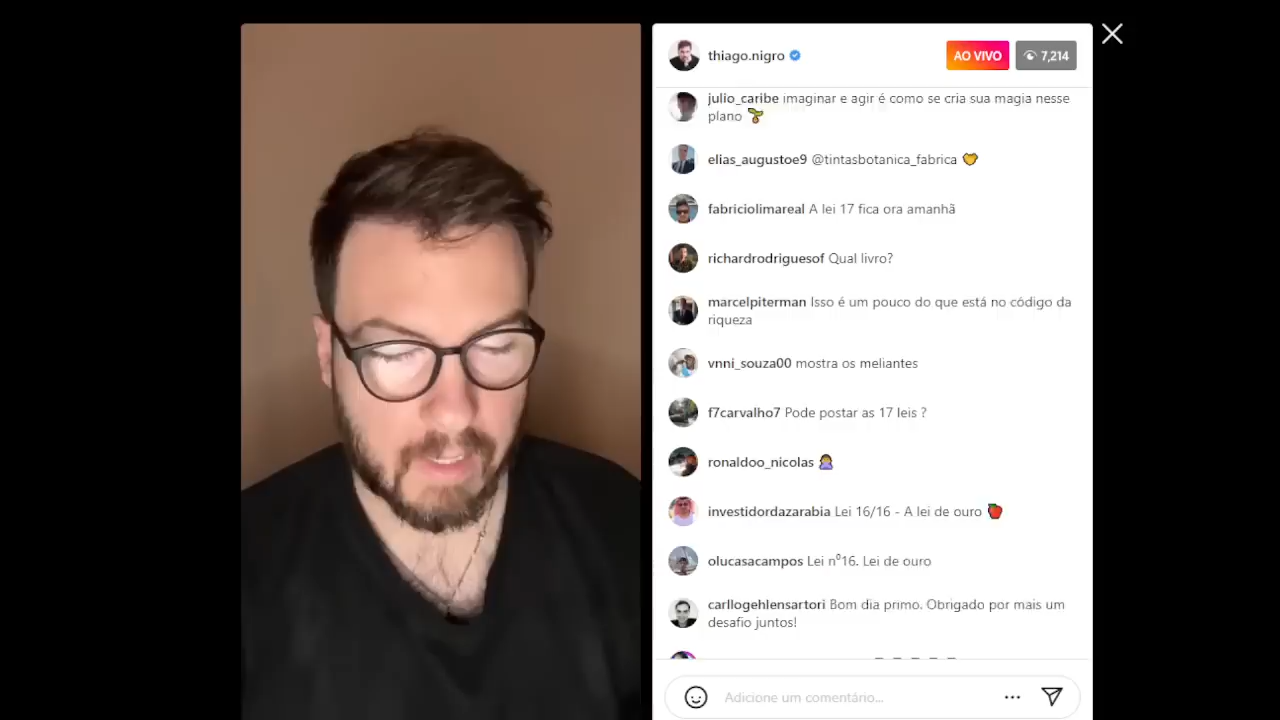 thiago.nigro
AO VIVO
7,214
julio_caribe imaginar e agir é como se cria sua magia nesse
plano
elias_augustoe9 @tintasbotanica_fabrica
fabriciolimareal A lei 17 fica ora amanhã
richardrodriguesof Qual livro?
marcelpiterman Isso é um pouco do que está no código da
riqueza
vnni_souza00 mostra os meliantes
f7carvalho7 Pode postar as 17 leis ?
ronaldoo_nicolas
investidordazarabia Lei 16/16 - A lei de ouro
olucasacampos Lei nº16. Lei de ouro
carllogehlensartori Bom dia primo. Obrigado por mais um
desafio juntos!
Adicione um comentário...